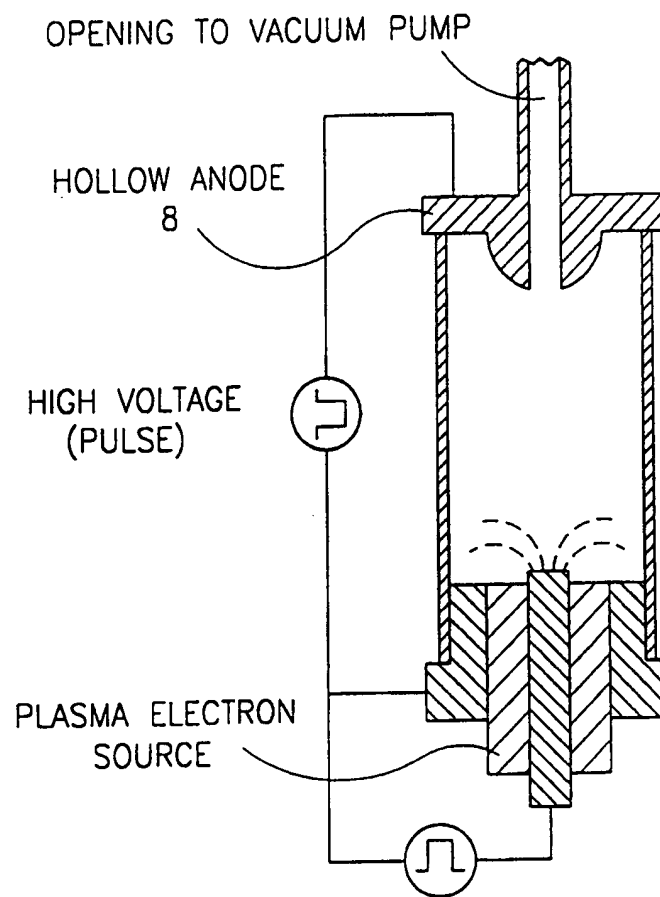 OPENING TO VACUUM PUMP
HOLLOW ANODE
8
HIGH VOLTAGE
(PULSE)
PLASMA ELECTRON
SOURCE